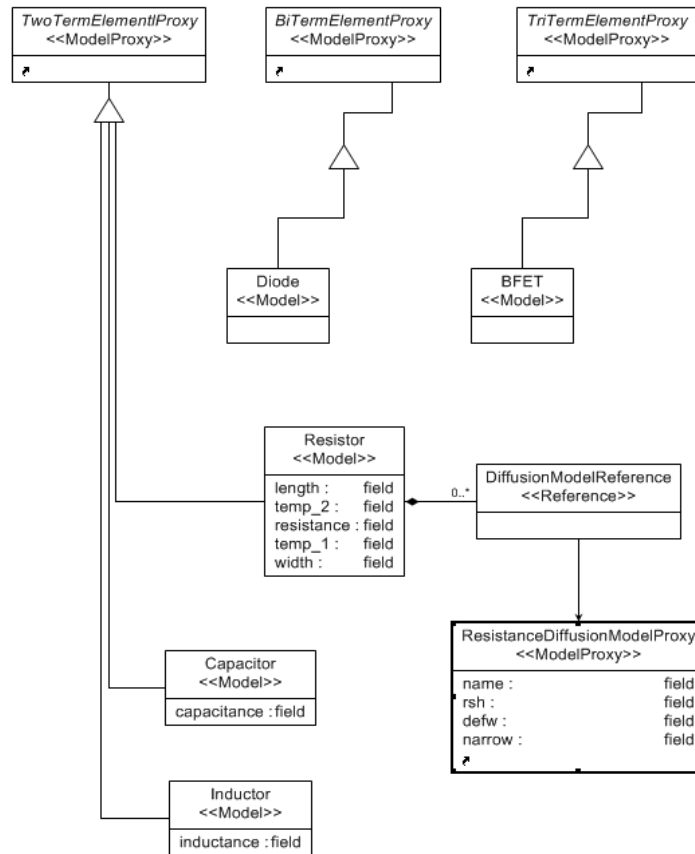 TwoTermElementlProxy
<<ModelProxy>>
BiTermElementProxy
<<ModelProxy>>
TriTermElementProxy
<<ModelProxy>>
Diode
<<Model>>
BFET
<<Model>>
Resistor
<<Model>>
length : field
temp_2 : field
resistance : field
temp_1 : field
width : field
0..*
DiffusionModelReference
<<Reference>>
ResistanceDiffusionModelProxy
<<ModelProxy>>
name : field
rsh : field
defw : field
narrow : field
Capacitor
<<Model>>
capacitance : field
Inductor
<<Model>>
inductance : field